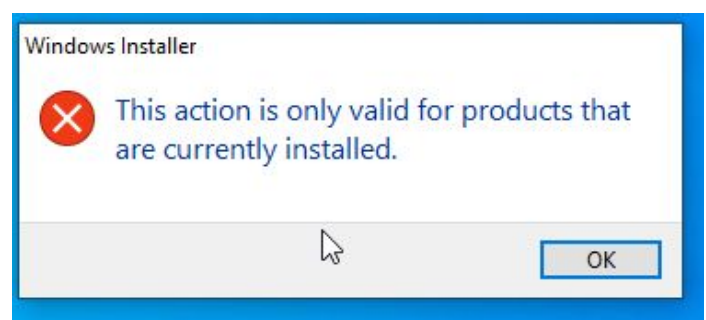 Windows Installer
This action is only valid for products that
are currently installed.
OK